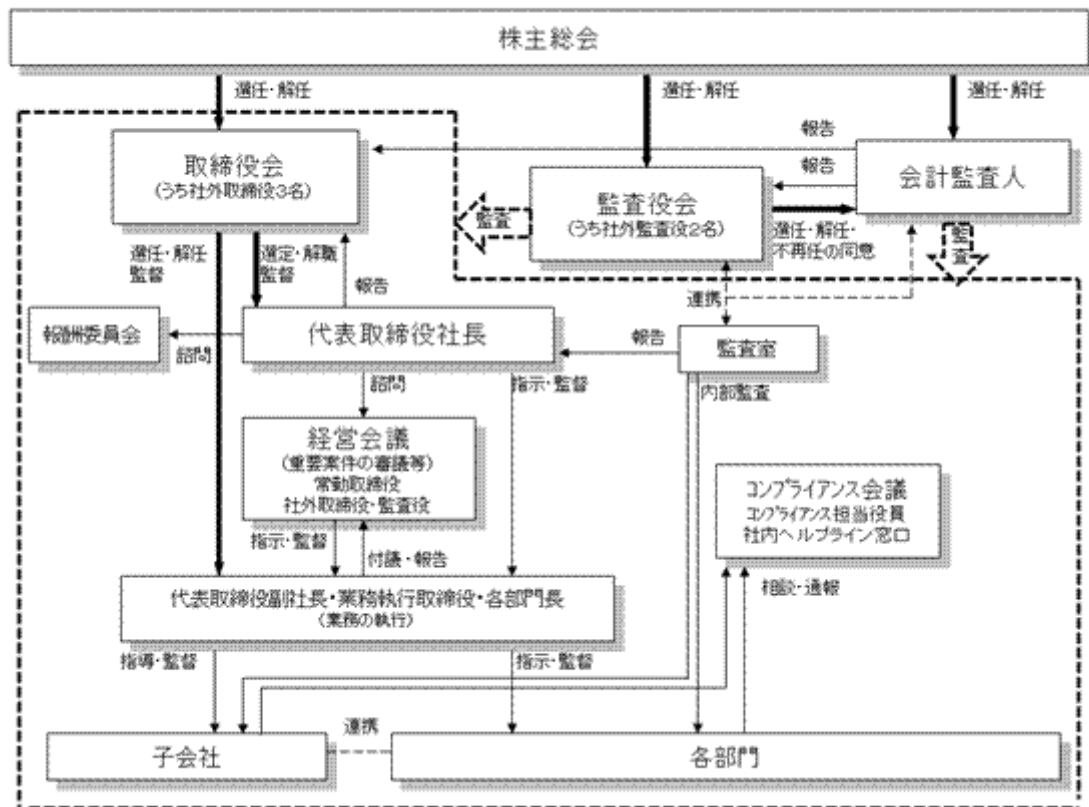 株主総会
選任・解任
選任・解任
選任・解任
取締役会
(うち社外取締役3名)
報告
報告
会計監査人
監査役会
(うち社外監査役2名)
監査
選任・解任・
不再任の同意
監査
選任・解任
監督
選定・解職
監督
報告
連携
報酬委員会
諮問
代表取締役社長
報告
監査室
諮問
指示・監督
内部監査
経営会議
(重要案件の審議等)
常勤取締役
社外取締役・監査役
コンプライアンス会議
コンプライアンス担当役員
社内ヘルプライン窓口
指示・監督
付議・報告
相談・通報
代表取締役副社長・業務執行取締役・各部門長
(業務の執行)
指導・監督
指示・監督
子会社
連携
各部門